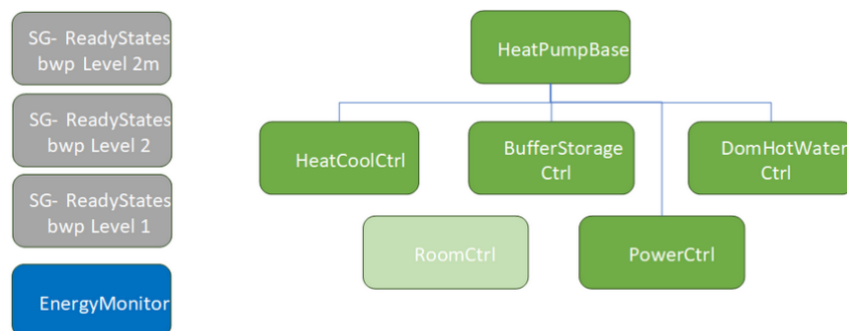 SG- ReadyStates
bwp Level 2m
SG- ReadyStates
bwp Level 2
SG- ReadyStates
bwp Level 1
EnergyMonitor
HeatPumpBase
HeatCoolCtrl
BufferStorage
Ctrl
DomHotWater
Ctrl
RoomCtrl
PowerCtrl